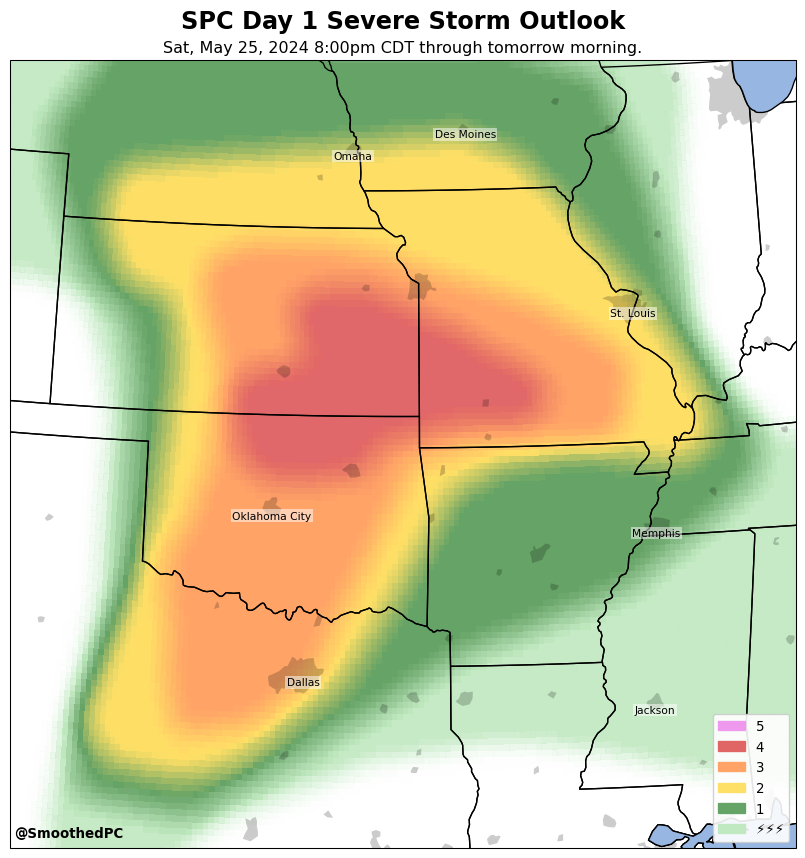 SPC Day 1 Severe Storm Outlook
Sat, May 25, 2024 8:00pm CDT through tomorrow morning.
Des Moines
Omaha
St. Louis
Oklahoma City
Memphis
Dallas
Jackson
5
4
3
2
1
⚡⚡⚡
@SmoothedPC